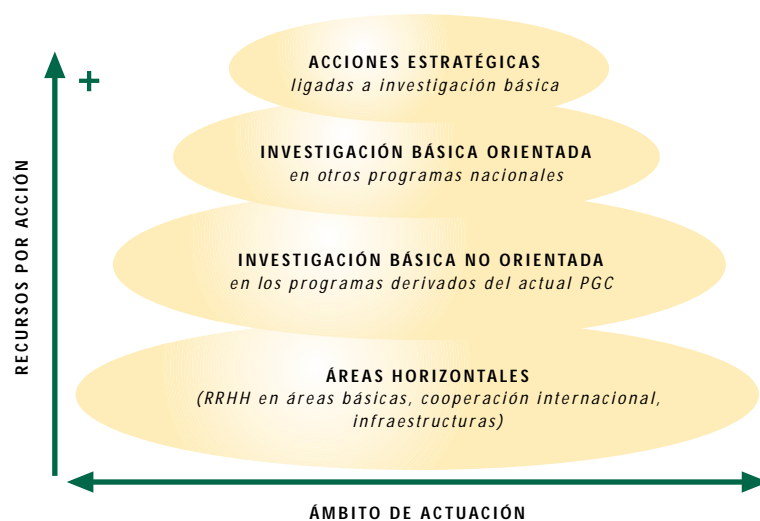 ACCIONES ESTRATÉGICAS
ligadas a investigación básica
+
INVESTIGACIÓN BÁSICA ORIENTADA
en otros programas nacionales
INVESTIGACIÓN BÁSICA NO ORIENTADA
en los programas derivados del actual PGC
ÁREAS HORIZONTALES
(RRHH en áreas básicas, cooperación internacional,
infraestructuras)
RECURSOS POR ACCIÓN
ÁMBITO DE ACTUACIÓN